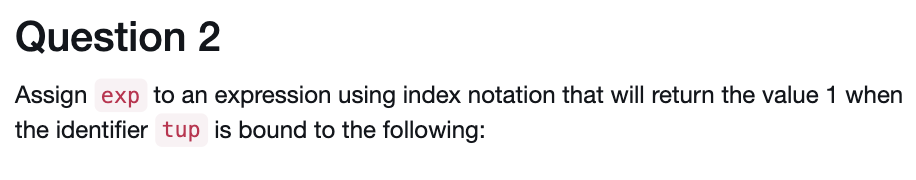 Question 2
Assign exp to an expression using index notation that will return the value 1 when
the identifier tup is bound to the following: